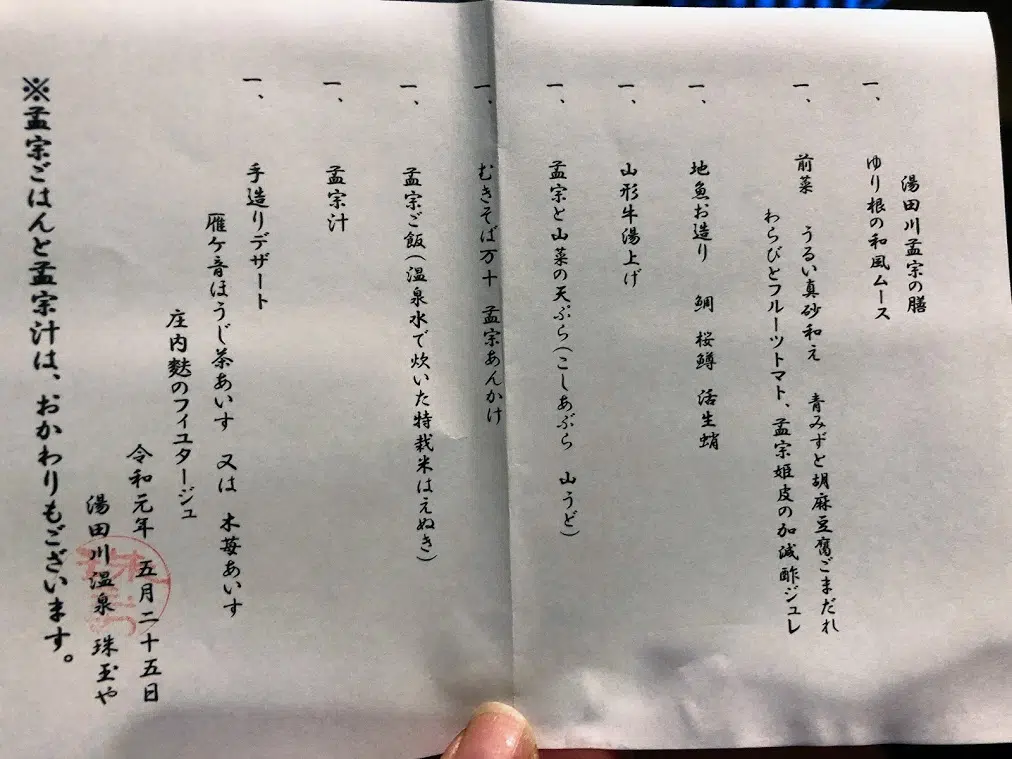 湯田川孟宗の膳
一、 ゆり根の和風ムース
一、 前菜 うるい真砂和え 青みずと胡麻豆腐ごまだれ
わらびとフルーツトマト、孟宗姫皮の加減酢ジュレ
一、 地魚お造り 鯛 桜鱒 活生蛸
一、 山形牛湯上げ
一、 孟宗と山菜の天ぷら(こしあぶら 山うど)
一、 むきそば万十 孟宗あんかけ
一、 孟宗ご飯(温泉水で炊いた特栽米はえぬき)
一、 孟宗汁
一、 手造りデザート
雁ケ音ほうじ茶あいす 又は 木苺あいす
庄内麩のフイユタージュ
令和元年 五月二十五日
湯田川温泉 珠玉や
※孟宗ごはんと孟宗汁は、おかわりもございます。